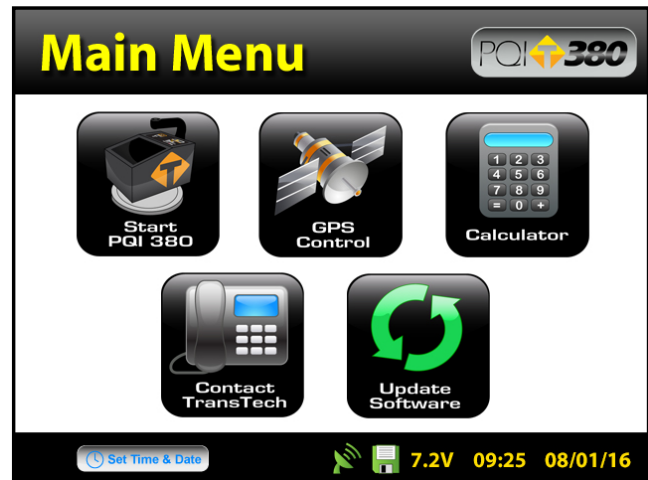 Main Menu
PQI T 380
Start
PQI 380
T
GPS
Control
1 2 3
4 5 6
7 8 9
= 0 +
Calculator
Contact
TransTech
Update
Software
Set Time & Date
7.2V 09:25 08/01/16